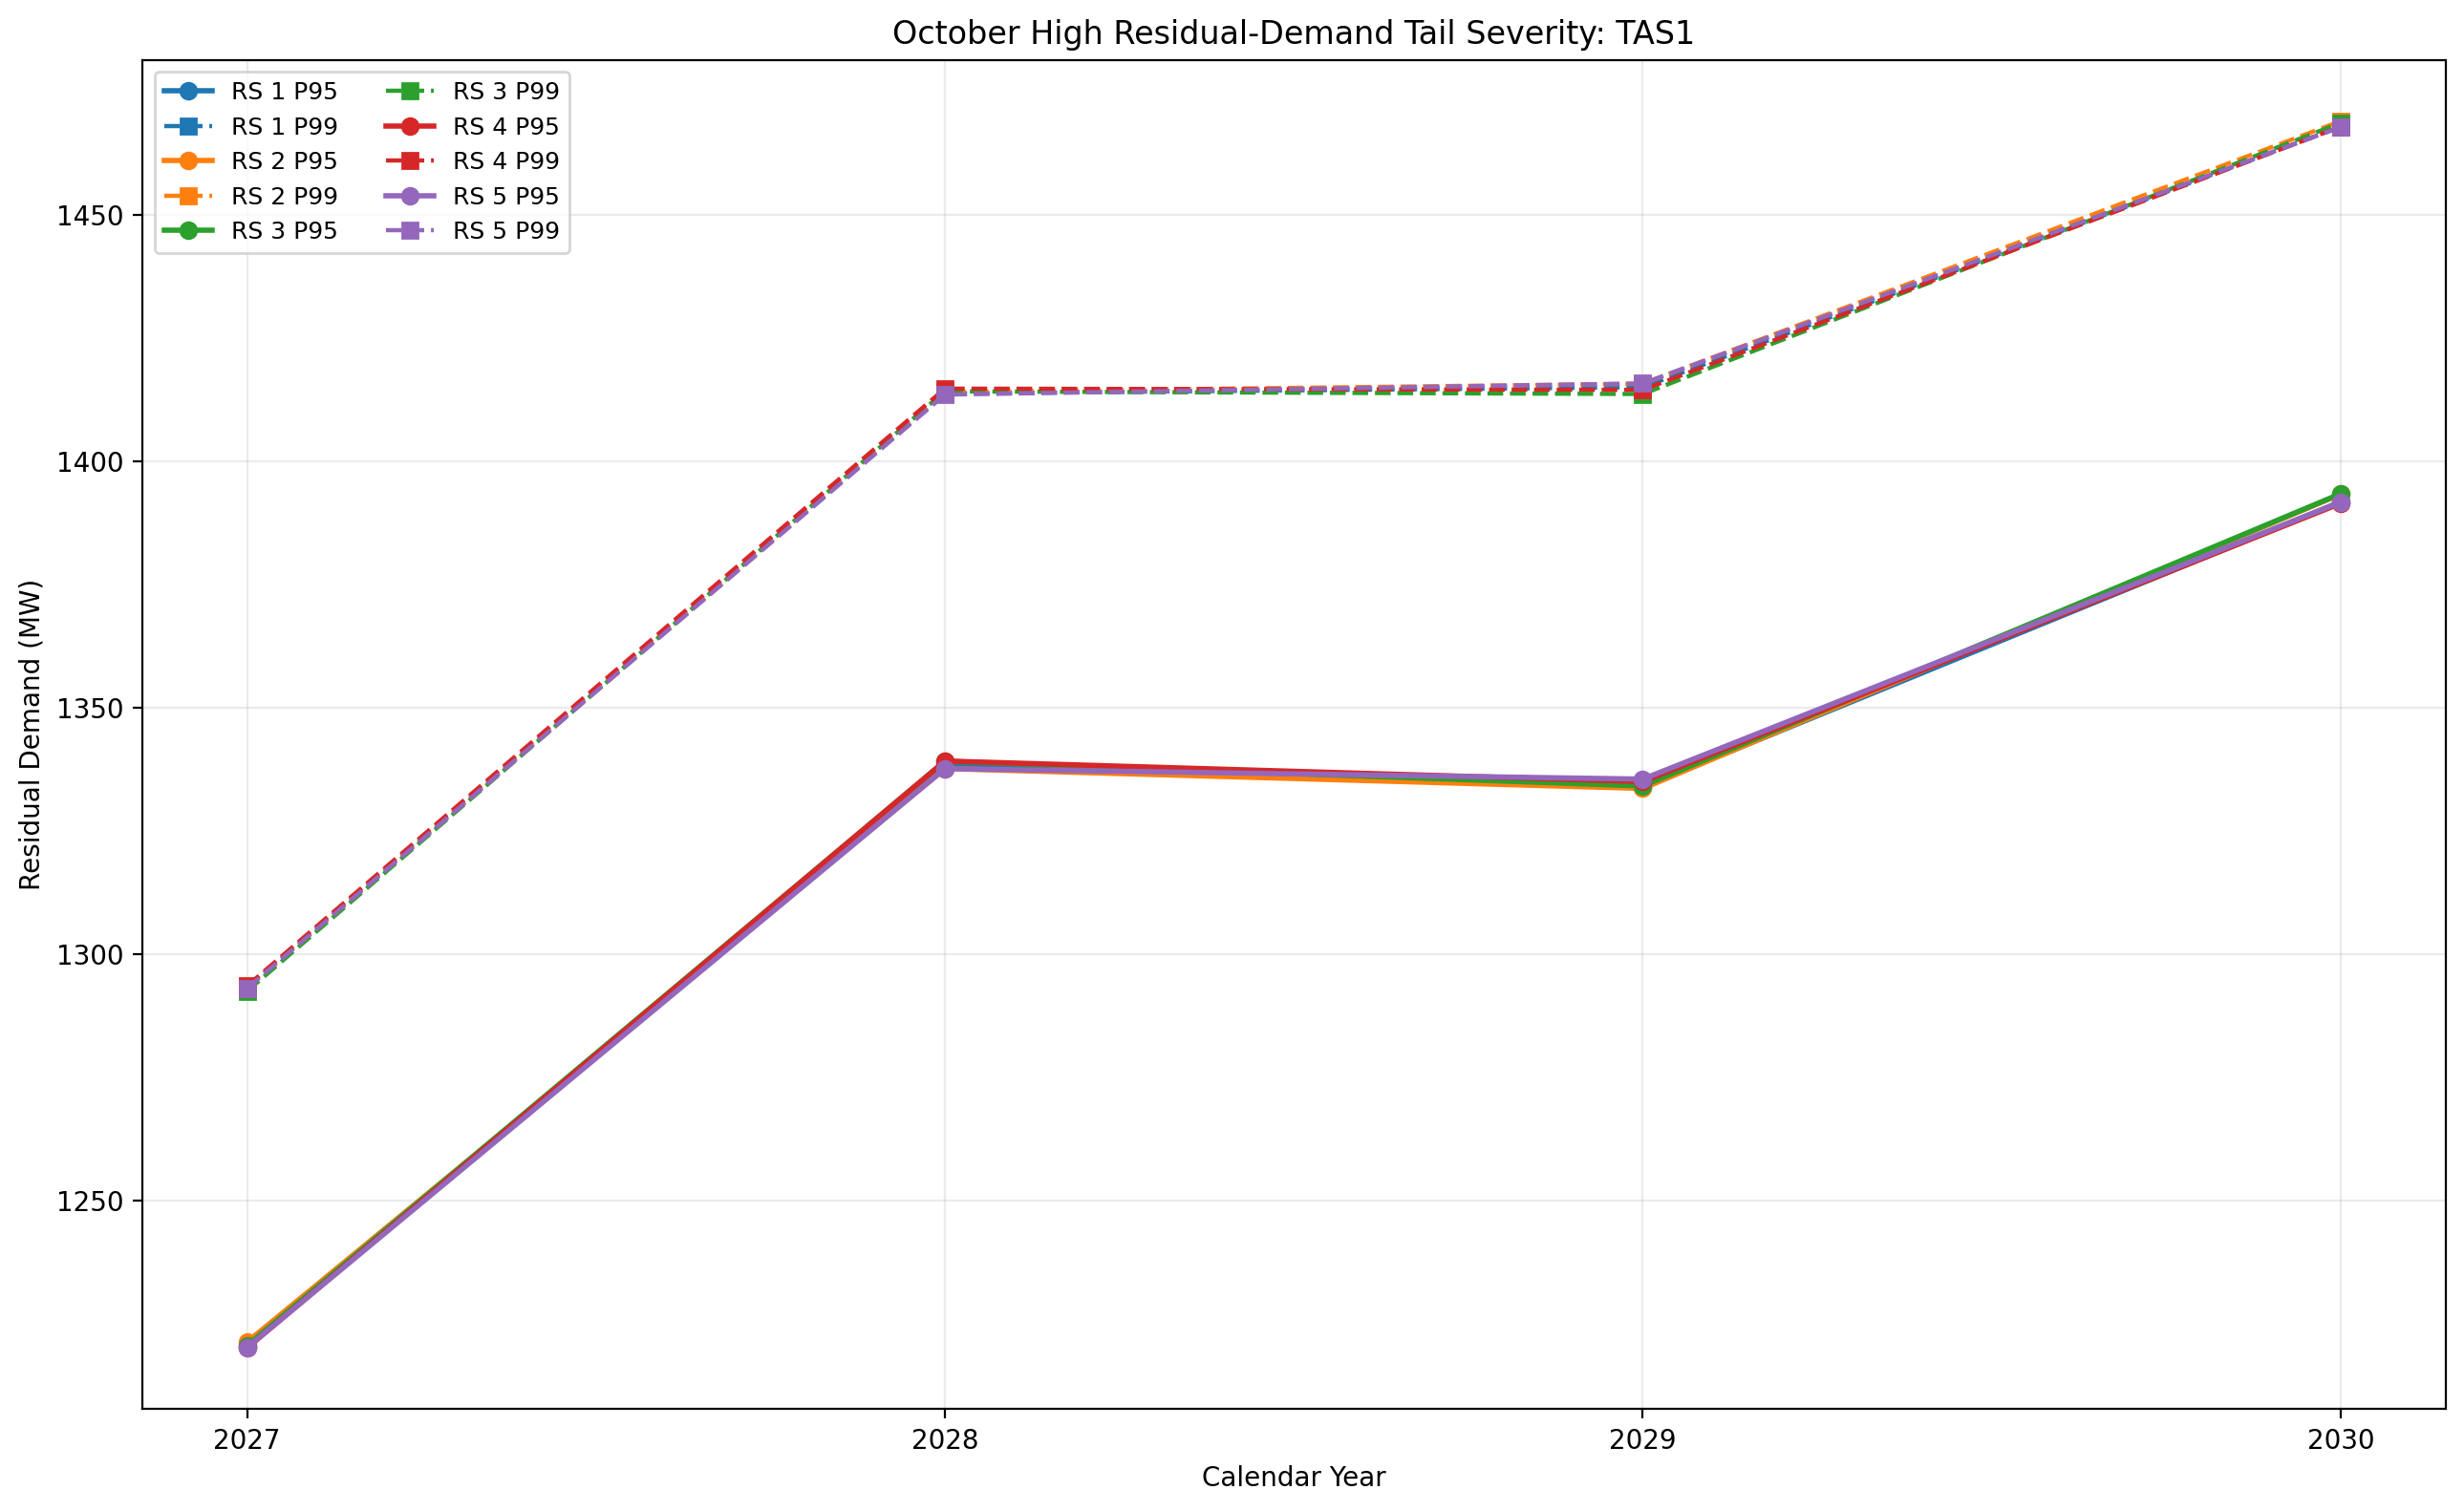 October High Residual-Demand Tail Severity: TAS1
RS 1 P95
RS 1 P99
RS 2 P95
RS 2 P99
RS 3 P95
RS 3 P99
RS 4 P95
RS 4 P99
RS 5 P95
RS 5 P99
Residual Demand (MW)
1450
1400
1350
1300
1250
2027 2028 2029 2030
Calendar Year